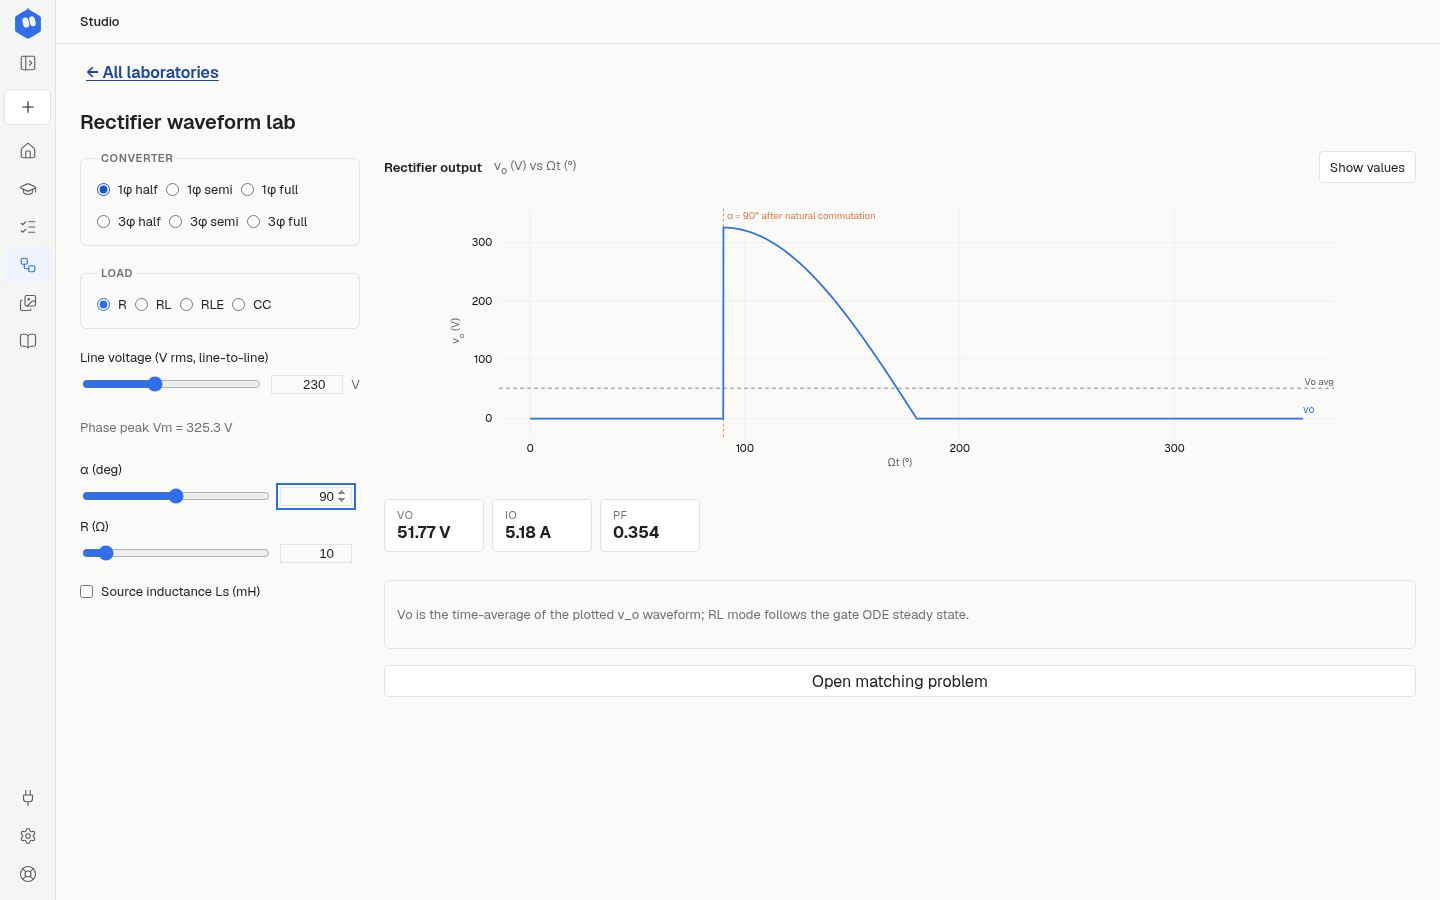 Studio
← All laboratories
Rectifier waveform lab
CONVERTER
1φ half 1φ semi 1φ full
3φ half 3φ semi 3φ full
LOAD
R RL RLE CC
Line voltage (V rms, line-to-line)
230 V
Phase peak Vm = 325.3 V
α (deg)
90
R (Ω)
10
Source inductance Ls (mH)
Rectifier output vo (V) vs Ωt (°)
Show values
α = 90° after natural commutation
300
200
100
0
vo (V)
Vo avg
vo
0 100 200 300
Ωt (°)
VO
51.77 V
IO
5.18 A
PF
0.354
Vo is the time-average of the plotted v_o waveform; RL mode follows the gate ODE steady state.
Open matching problem